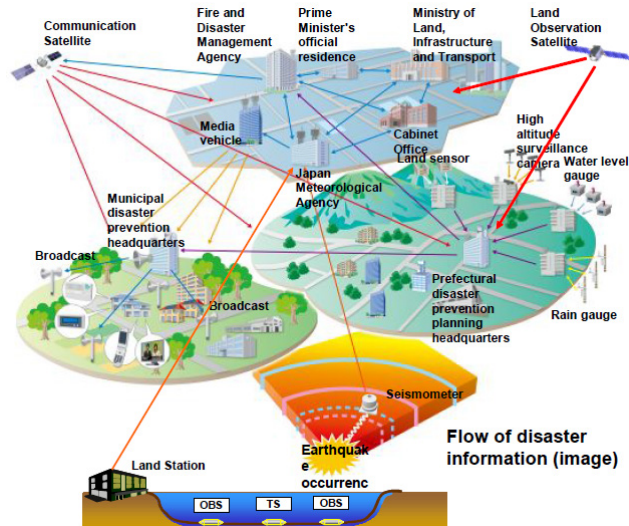 Communication
Satellite
Fire and
Disaster
Management
Agency
Prime
Minister's
official
residence
Ministry of
Land,
Infrastructure
and Transport
Land
Observation
Satellite
Media
vehicle
Cabinet
Office
High
altitude
surveillance
camera
Land sensor
Water level
gauge
Japan
Meteorological
Agency
Municipal
disaster
prevention
headquarters
Broadcast
Broadcast
Prefectural
disaster
prevention
planning
headquarters
Rain gauge
Seismometer
Flow of disaster
information (image)
Earthquak
e
occurrenc
Land Station
OBS
TS
OBS